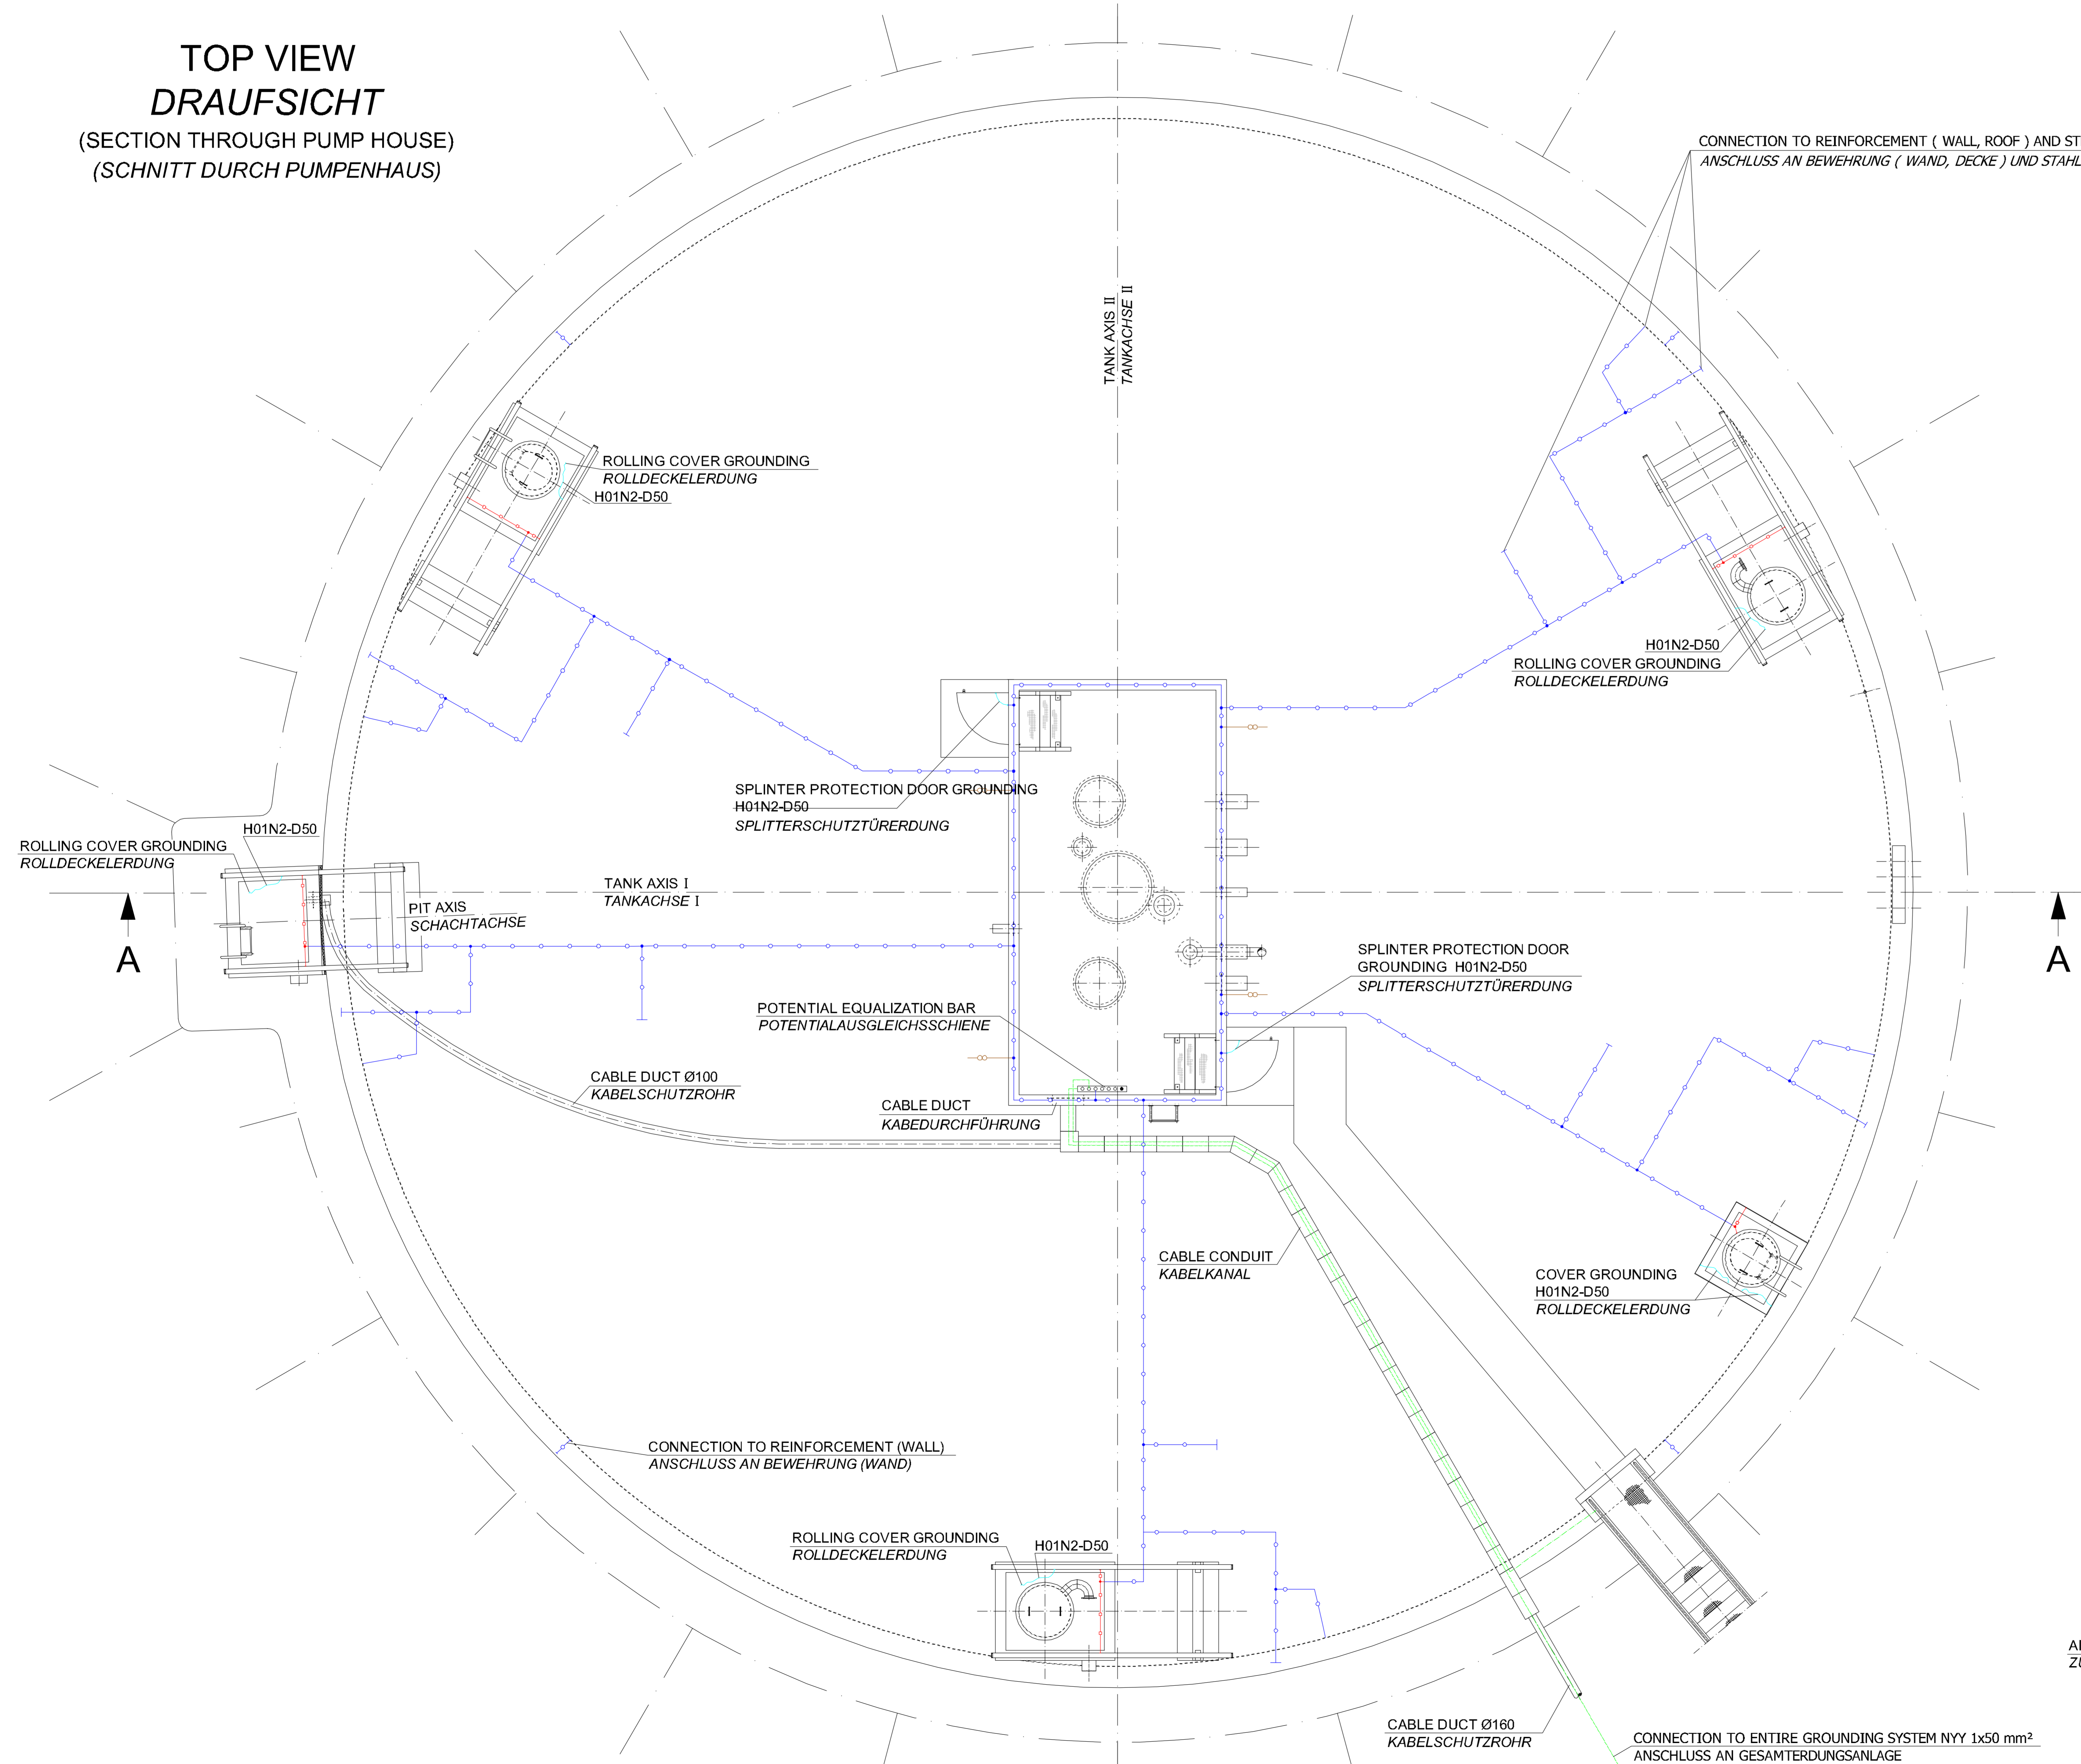 TOP VIEW
DRAUFSICHT
(SECTION THROUGH PUMP HOUSE)
(SCHNITT DURCH PUMPENHAUS)
CONNECTION TO REINFORCEMENT ( WALL, ROOF ) AND ST
ANSCHLUSS AN BEWEHRUNG ( WAND, DECKE ) UND STAHL
TANK AXIS II
TANKACHSE II
ROLLING COVER GROUNDING
ROLLDECKELERDUNG
H01N2-D50
H01N2-D50
ROLLING COVER GROUNDING
ROLLDECKELERDUNG
SPLINTER PROTECTION DOOR GROUNDING
H01N2-D50
SPLITTERSCHUTZTÜRERDUNG
H01N2-D50
ROLLING COVER GROUNDING
ROLLDECKELERDUNG
TANK AXIS I
TANKACHSE I
PIT AXIS
SCHACHTACHSE
A
A
SPLINTER PROTECTION DOOR
GROUNDING H01N2-D50
SPLITTERSCHUTZTÜRERDUNG
POTENTIAL EQUALIZATION BAR
POTENTIALAUSGLEICHSSCHIENE
CABLE DUCT Ø100
KABELSCHUTZROHR
CABLE DUCT
KABEDURCHFÜHRUNG
CABLE CONDUIT
KABELKANAL
COVER GROUNDING
H01N2-D50
ROLLDECKELERDUNG
CONNECTION TO REINFORCEMENT (WALL)
ANSCHLUSS AN BEWEHRUNG (WAND)
ROLLING COVER GROUNDING
ROLLDECKELERDUNG
H01N2-D50
CABLE DUCT Ø160
KABELSCHUTZROHR
CONNECTION TO ENTIRE GROUNDING SYSTEM NYY 1x50 mm²
ANSCHLUSS AN GESAMTERDUNGSANLAGE